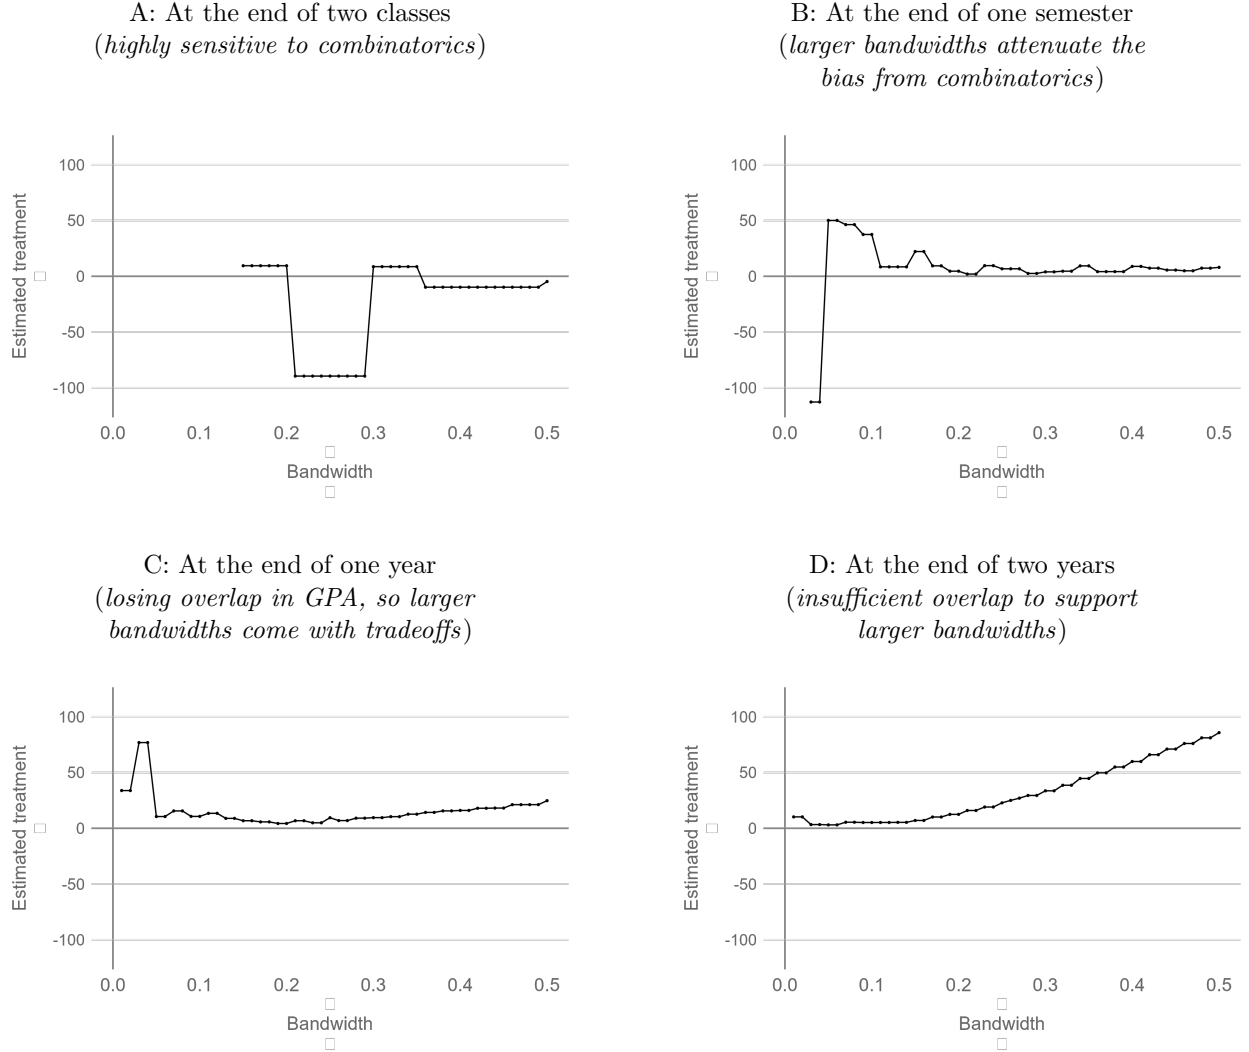 A: At the end of two classes
(highly sensitive to combinatorics)
100
50
0
-50
-100
Estimated treatment
0.0 0.1 0.2 0.3 0.4 0.5
Bandwidth
B: At the end of one semester
(larger bandwidths attenuate the
bias from combinatorics)
100
50
0
-50
-100
Estimated treatment
0.0 0.1 0.2 0.3 0.4 0.5
Bandwidth
C: At the end of one year
(losing overlap in GPA, so larger
bandwidths come with tradeoffs)
100
50
0
-50
-100
Estimated treatment
0.0 0.1 0.2 0.3 0.4 0.5
Bandwidth
D: At the end of two years
(insufficient overlap to support
larger bandwidths)
100
50
0
-50
-100
Estimated treatment
0.0 0.1 0.2 0.3 0.4 0.5
Bandwidth